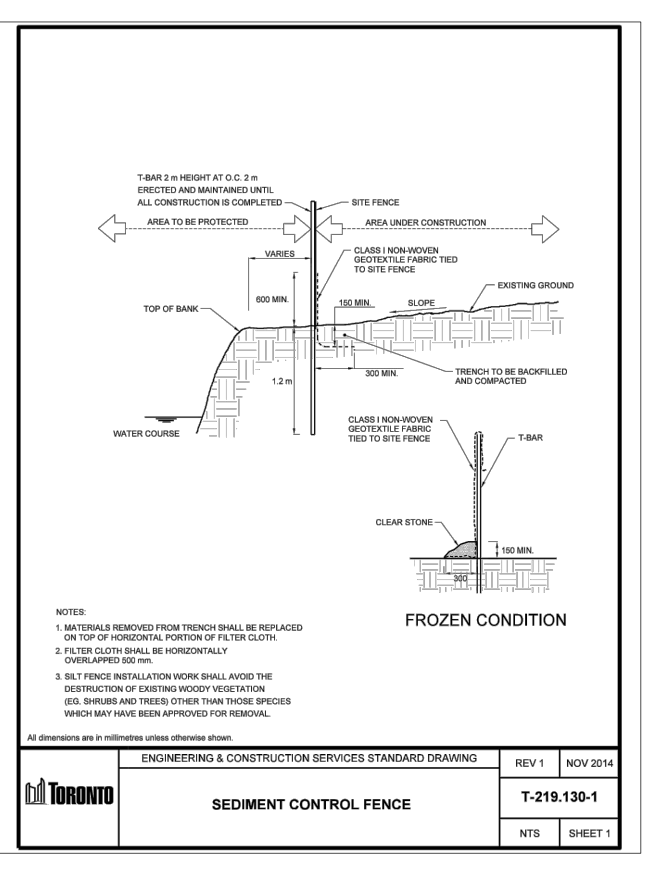 T-BAR 2 m HEIGHT AT O.C. 2 m
ERECTED AND MAINTAINED UNTIL
ALL CONSTRUCTION IS COMPLETED
SITE FENCE
AREA TO BE PROTECTED
AREA UNDER CONSTRUCTION
VARIES
CLASS I NON-WOVEN
GEOTEXTILE FABRIC TIED
TO SITE FENCE
EXISTING GROUND
600 MIN.
150 MIN.
SLOPE
TOP OF BANK
1.2 m
300 MIN.
TRENCH TO BE BACKFILLED
AND COMPACTED
WATER COURSE
CLASS I NON-WOVEN
GEOTEXTILE FABRIC
TIED TO SITE FENCE
T-BAR
CLEAR STONE
150 MIN.
300
FROZEN CONDITION
NOTES:
1. MATERIALS REMOVED FROM TRENCH SHALL BE REPLACED
ON TOP OF HORIZONTAL PORTION OF FILTER CLOTH.
2. FILTER CLOTH SHALL BE HORIZONTALLY
OVERLAPPED 500 mm.
3. SILT FENCE INSTALLATION WORK SHALL AVOID THE
DESTRUCTION OF EXISTING WOODY VEGETATION
(EG. SHRUBS AND TREES) OTHER THAN THOSE SPECIES
WHICH MAY HAVE BEEN APPROVED FOR REMOVAL.
All dimensions are in millimetres unless otherwise shown.
ENGINEERING & CONSTRUCTION SERVICES STANDARD DRAWING
REV 1
NOV 2014
TORONTO
SEDIMENT CONTROL FENCE
T-219.130-1
NTS
SHEET 1